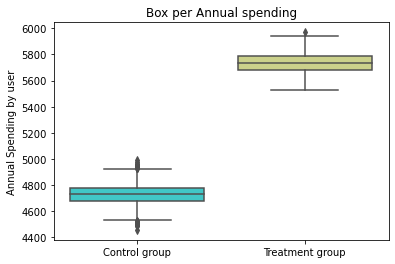 Box per Annual spending
Annual Spending by user
6000
5800
5600
5400
5200
5000
4800
4600
4400
Control group
Treatment group